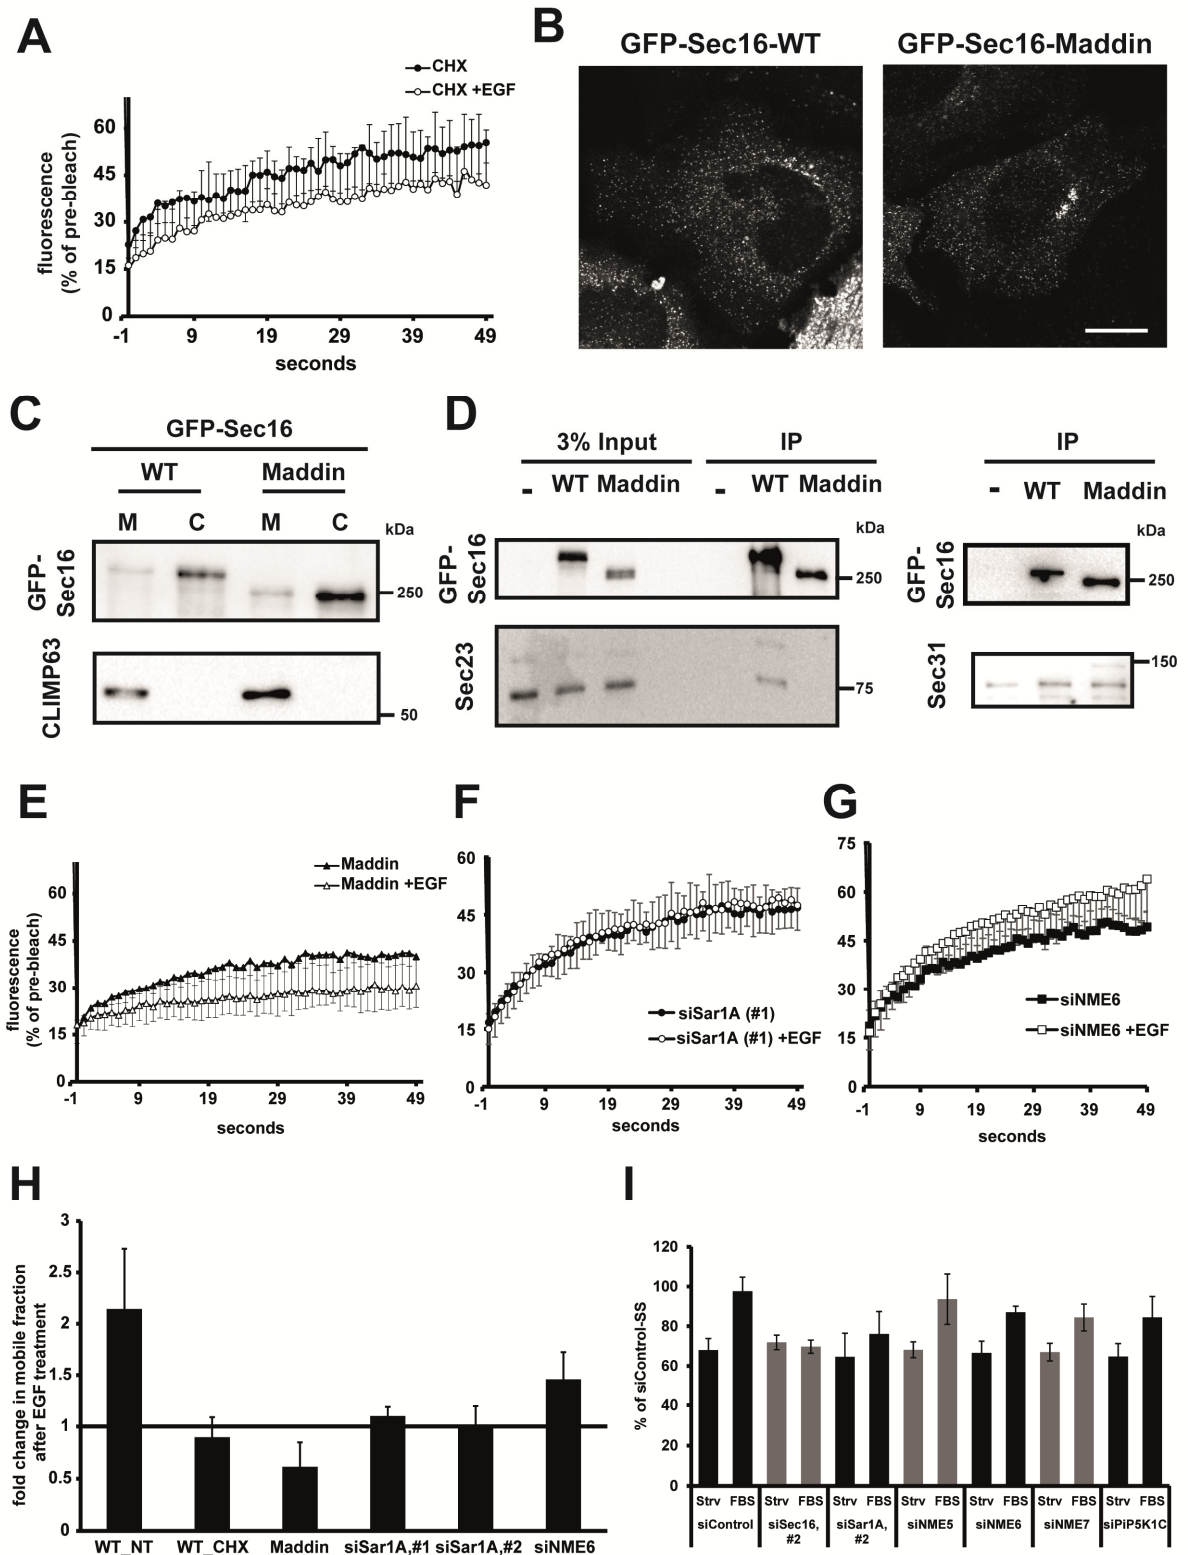 A
CHX
CHX +EGF
fluorescence
(% of pre-bleach)
60
45
30
15
0
-1 9 19 29 39 49
seconds
B
GFP-Sec16-WT
GFP-Sec16-Maddin
C
GFP-Sec16
WT Maddin
M C M C
kDa
GFP-
Sec16
250
CLIMP63
50
D
3% Input IP
- WT Maddin - WT Maddin
kDa
GFP-
Sec16
250
Sec23
75
IP
- WT Maddin
GFP-
Sec16
250
Sec31
150
E
Maddin
Maddin +EGF
fluorescence
(% of pre-bleach)
60
45
30
15
0
-1 9 19 29 39 49
seconds
F
60
45
30
15
0
siSar1A (#1)
siSar1A (#1) +EGF
-1 9 19 29 39 49
seconds
G
75
60
45
30
15
0
siNME6
siNME6 +EGF
-1 9 19 29 39 49
seconds
H
fold change in mobile fraction
after EGF treatment
3
2.5
2
1.5
1
0.5
0
WT_NT WT_CHX Maddin siSar1A,#1 siSar1A,#2 siNME6
I
% of siControl-SS
120
100
80
60
40
20
0
Strv FBS Strv FBS Strv FBS Strv FBS Strv FBS Strv FBS Strv FBS
siControl siSec16, siSar1A, siNME5 siNME6 siNME7 siPiP5K1C
#2 #2